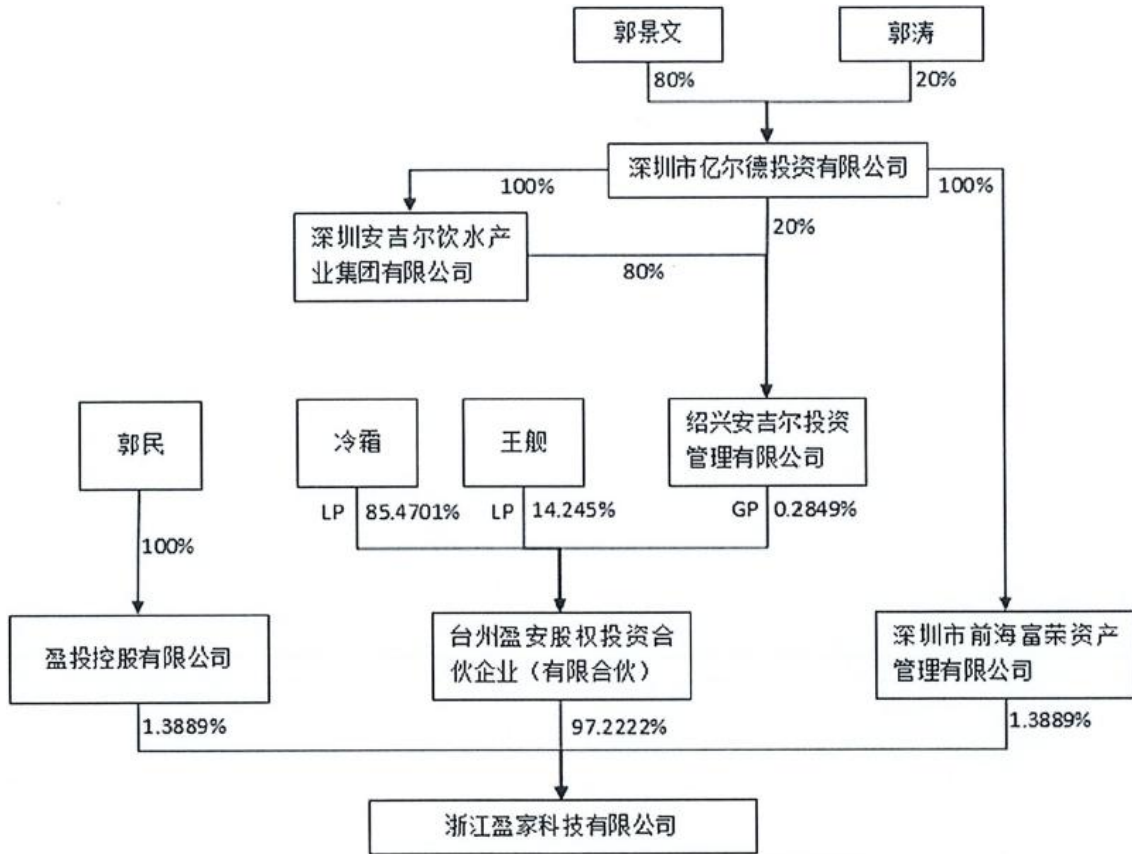 郭景文
郭涛
80%
20%
深圳市亿尔德投资有限公司
100%
100%
20%
深圳安吉尔饮水产
业集团有限公司
80%
郭民
冷霜
王舰
绍兴安吉尔投资
管理有限公司
LP 85.4701%
LP 14.245%
GP 0.2849%
100%
盈投控股有限公司
台州盈安股权投资合
伙企业（有限合伙）
深圳市前海富荣资产
管理有限公司
1.3889%
97.2222%
1.3889%
浙江盈家科技有限公司